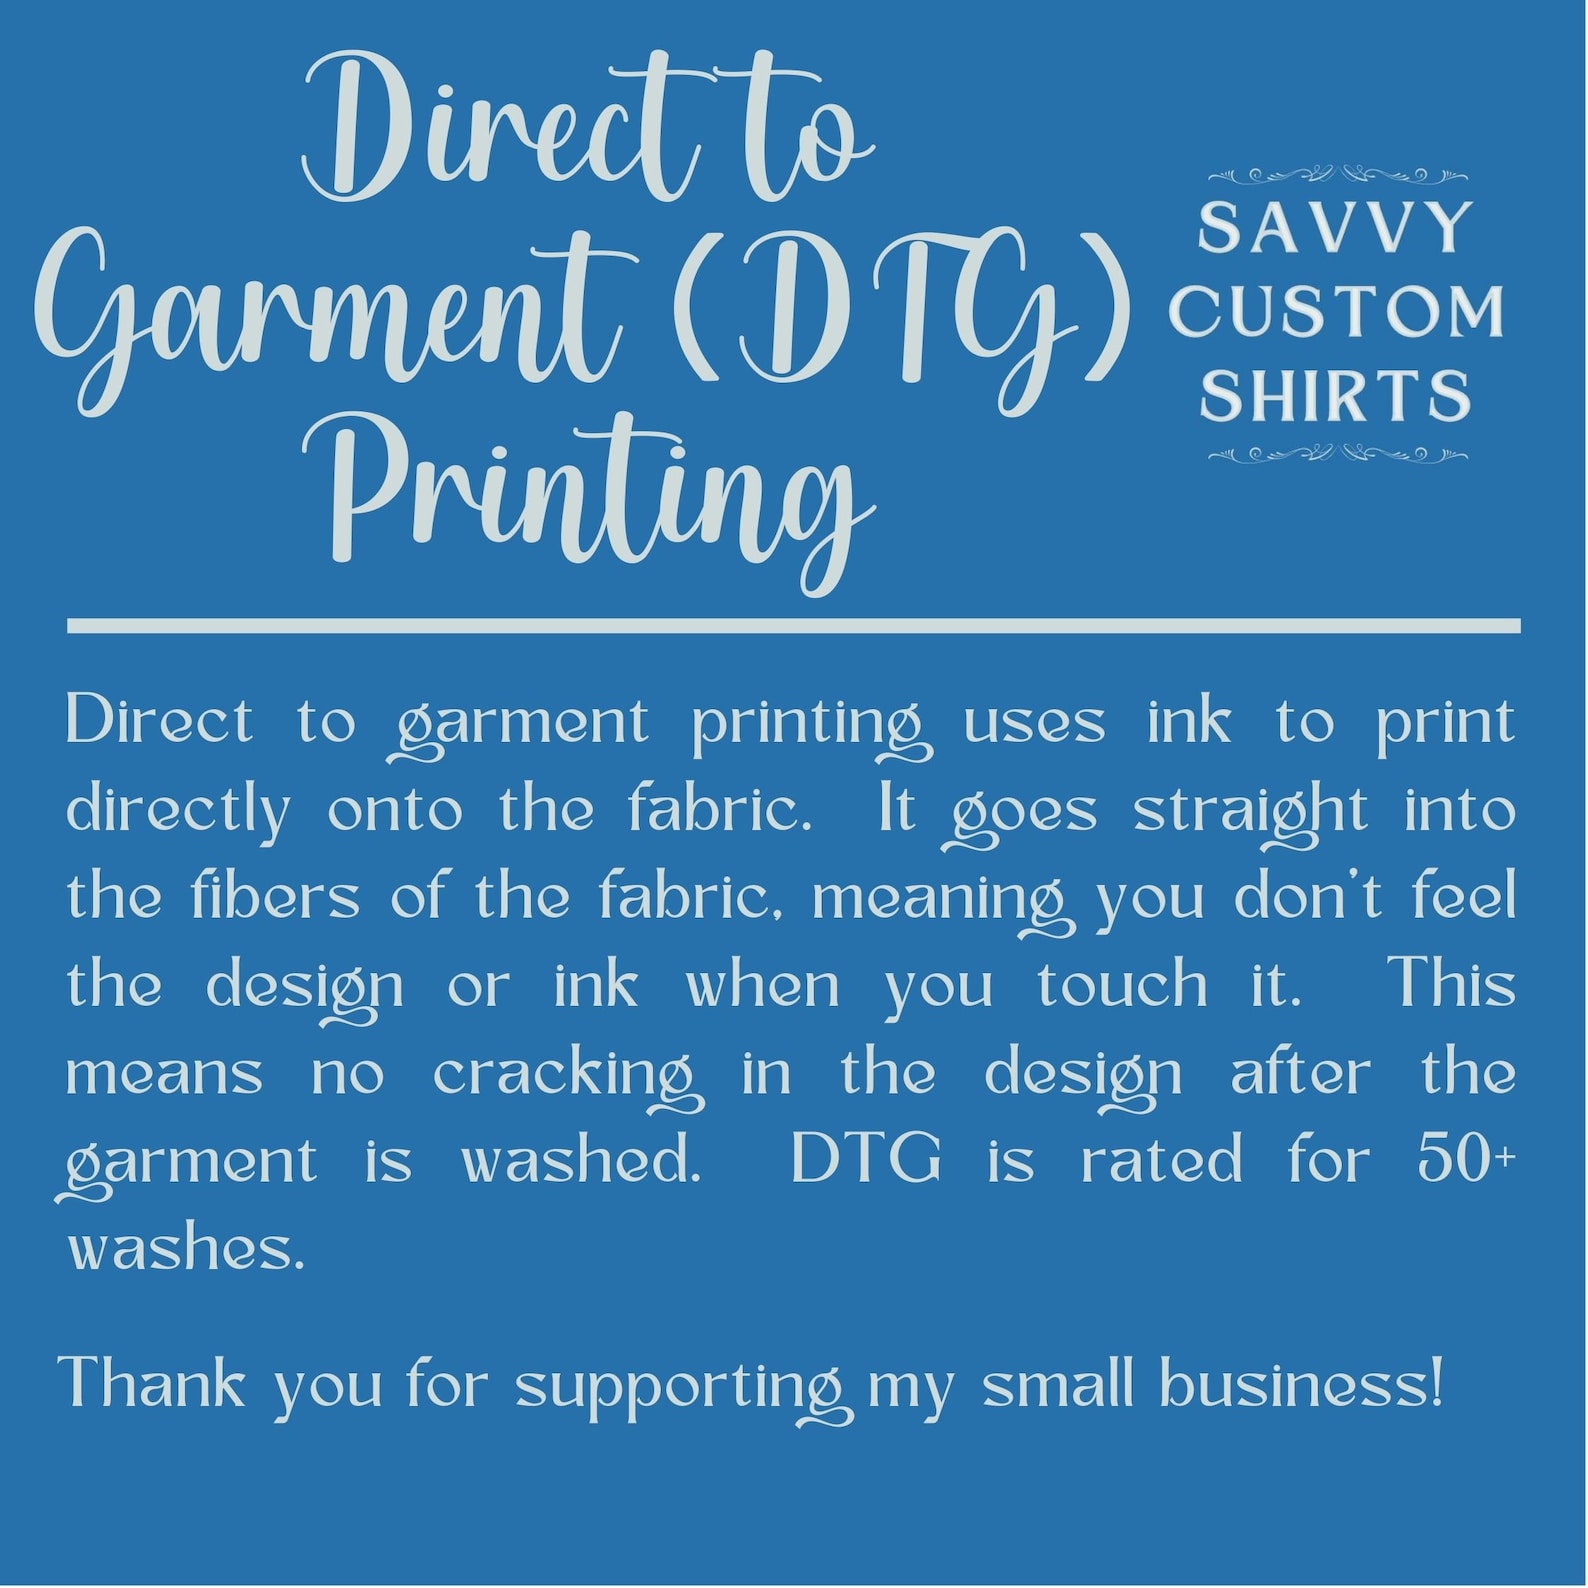 Direct to
Garment (DTG)
Printing
SAVVY
CUSTOM
SHIRTS
Direct to garment printing uses ink to print
directly onto the fabric. It goes straight into
the fibers of the fabric, meaning you don't feel
the design or ink when you touch it. This
means no cracking in the design after the
garment is washed. DTG is rated for 50+
washes.
Thank you for supporting my small business!